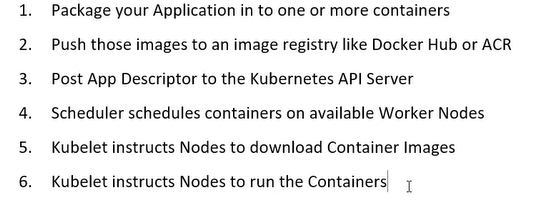 1. Package your Application in to one or more containers
2. Push those images to an image registry like Docker Hub or ACR
3. Post App Descriptor to the Kubernetes API Server
4. Scheduler schedules containers on available Worker Nodes
5. Kubelet instructs Nodes to download Container Images
6. Kubelet instructs Nodes to run the Containers